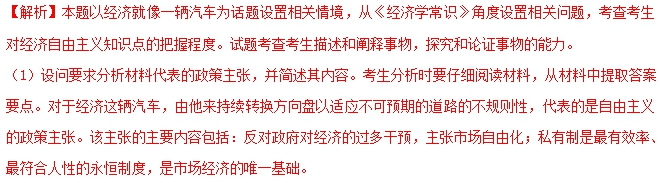 【解析】本题以经济就像一辆汽车为话题设置相关情境，从《经济学常识》角度设置相关问题，考查考生
对经济自由主义知识点的把握程度。试题考查考生描述和阐释事物，探究和论证事物的能力。
（1）设问要求分析材料代表的政策主张，并简述其内容。考生分析时要仔细阅读材料，从材料中提取答案
要点。对于经济这辆汽车，由他来持续转换方向盘以适应不可预期的道路的不规则性，代表的是自由主义
的政策主张。该主张的主要内容包括：反对政府对经济的过多干预，主张市场自由化；私有制是最有效率、
最符合人性的永恒制度，是市场经济的唯一基础。